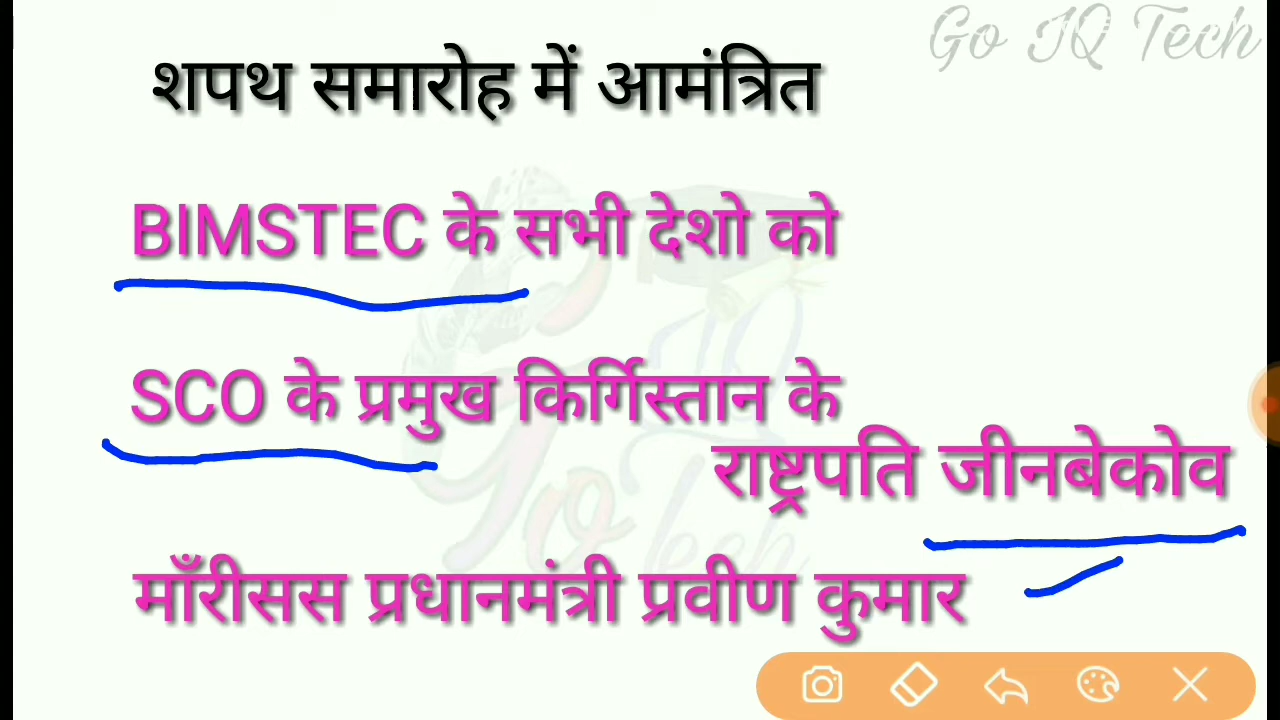 Go IQ Tech
शपथ समारोह में आमंत्रित
BIMSTEC के सभी देशो को
SCO के प्रमुख किर्गिस्तान के
राष्ट्रपति जीनबेकोव
माँरीसस प्रधानमंत्री प्रवीण कुमार